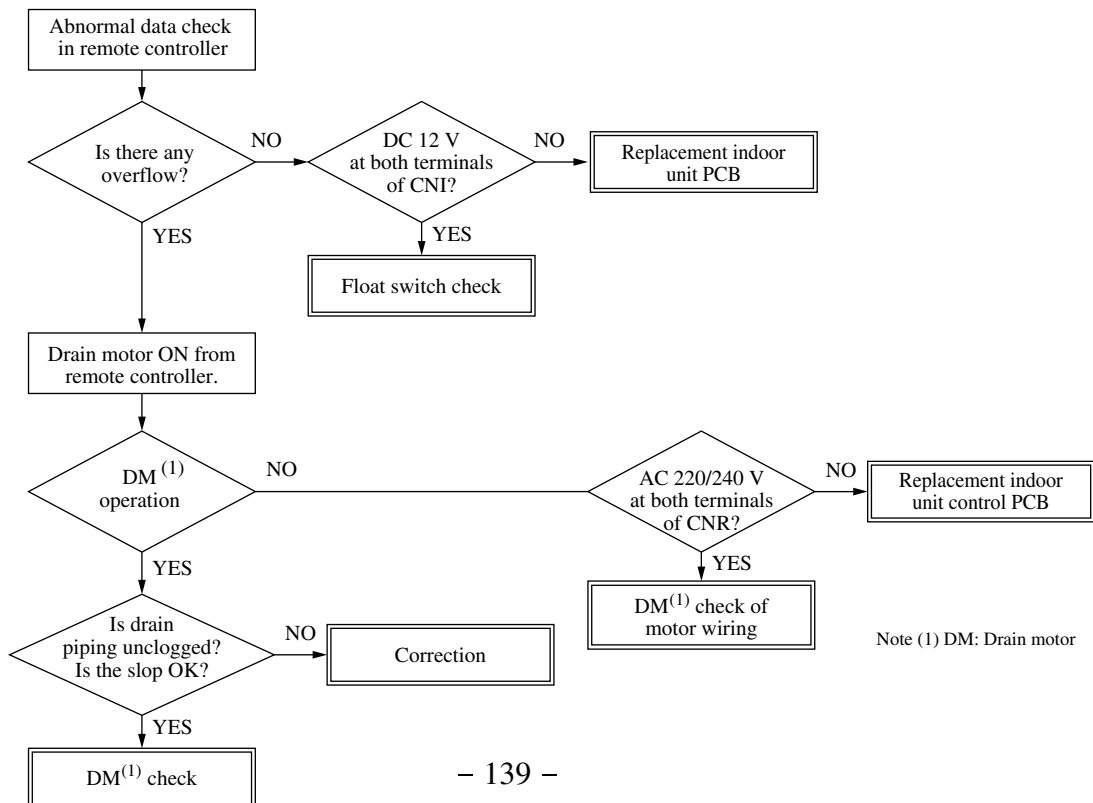 Abnormal data check
in remote controller
Is there any
overflow?
NO
DC 12 V
at both terminals
of CNI?
NO
Replacement indoor
unit PCB
YES
YES
Float switch check
Drain motor ON from
remote controller.
DM (1)
operation
NO
AC 220/240 V
at both terminals
of CNR?
NO
Replacement indoor
unit control PCB
YES
YES
DM(1) check of
motor wiring
Is drain
piping unclogged?
Is the slop OK?
NO
Correction
Note (1) DM: Drain motor
YES
DM(1) check
– 139 –